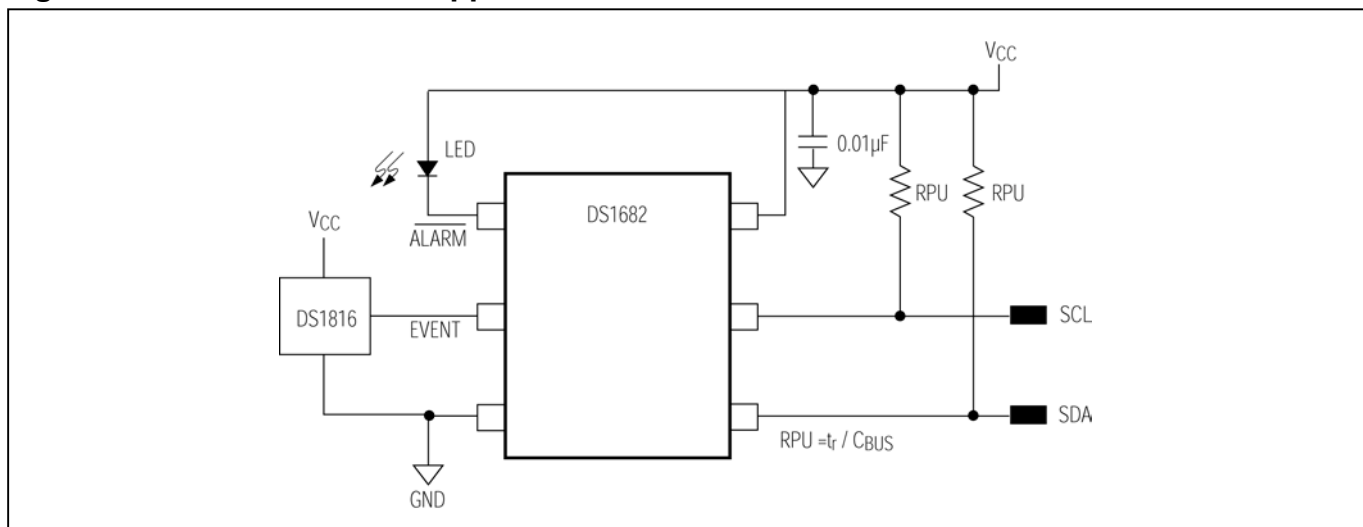 VCC
LED
0.01µF
RPU
RPU
DS1682
ALARM
VCC
DS1816
EVENT
SCL
SDA
RPU =tr / CBUS
GND